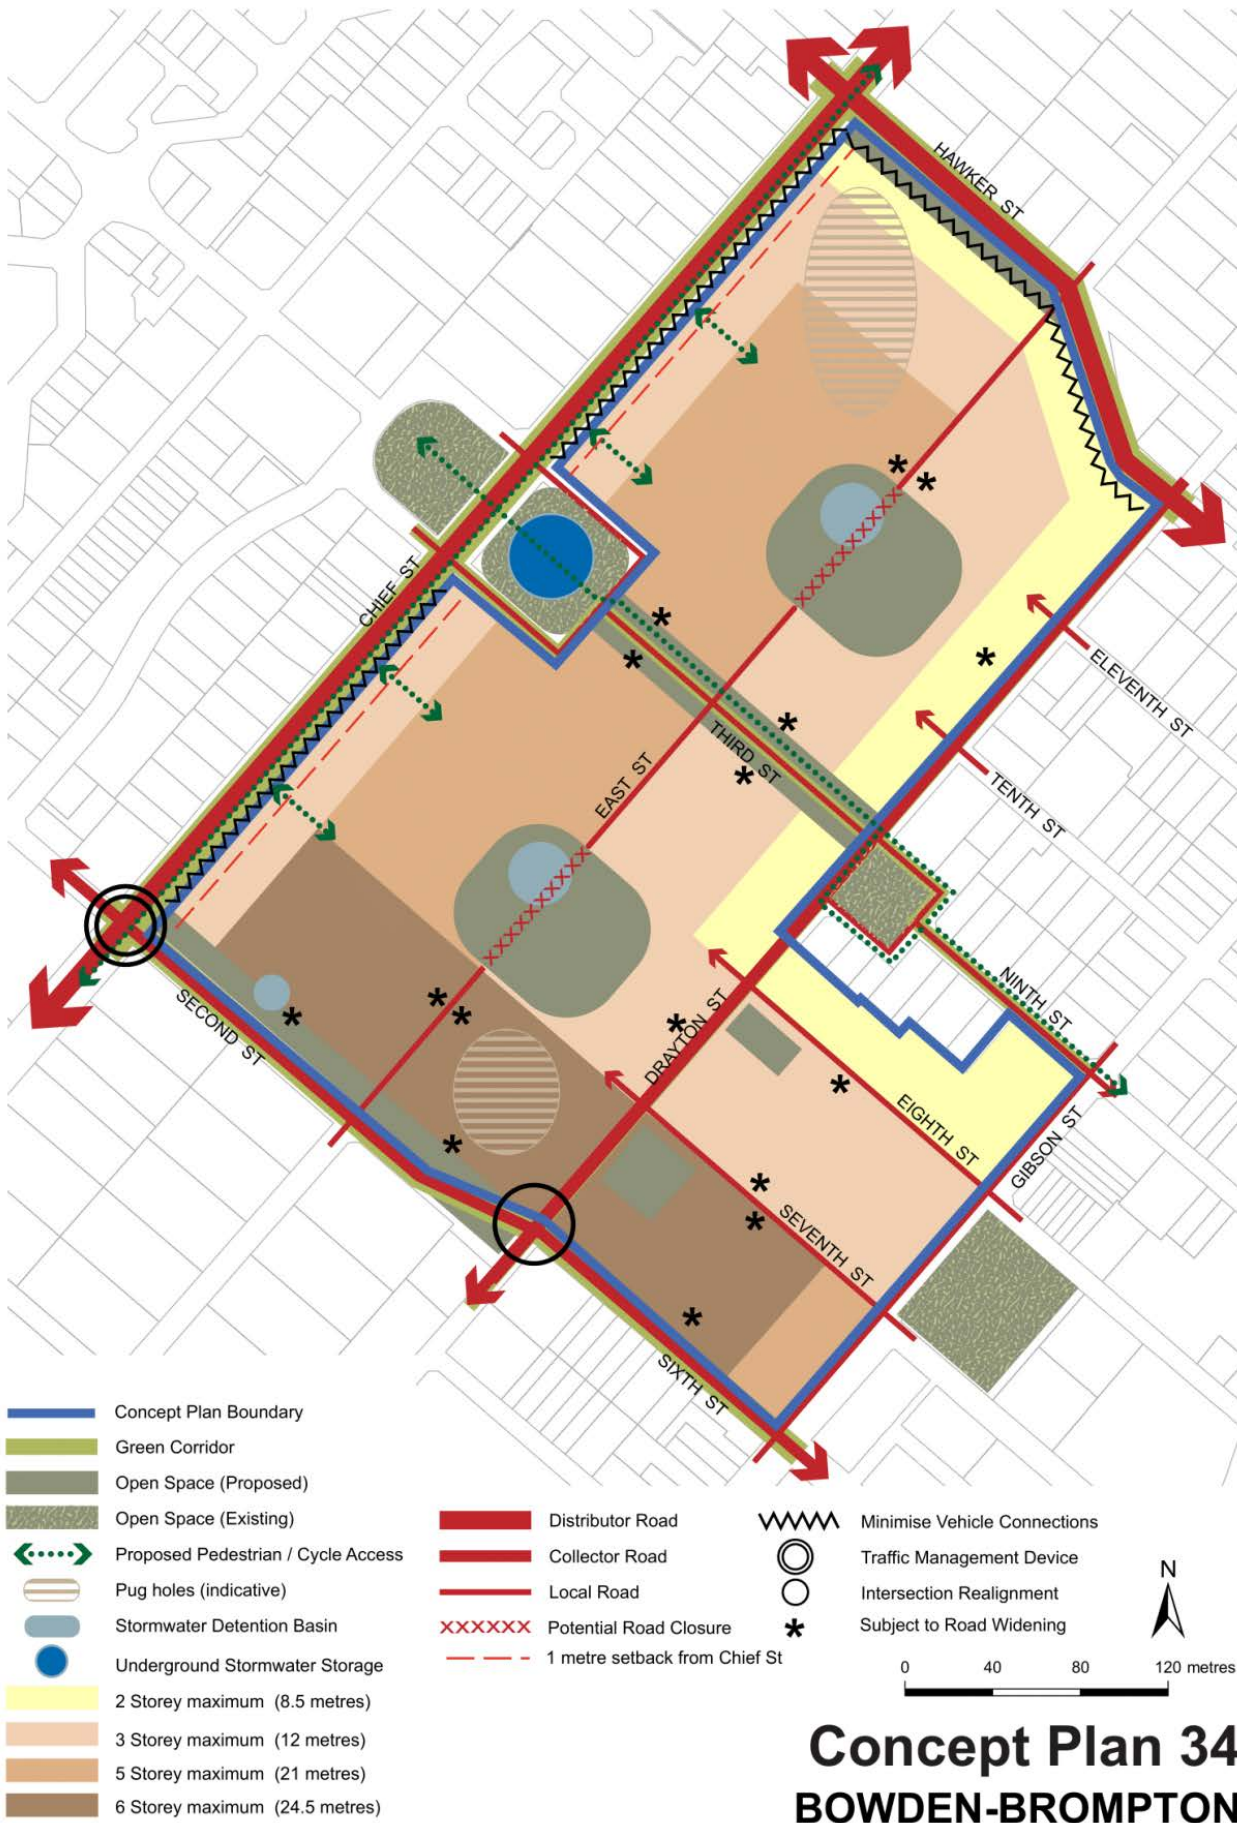 HAWKER ST
CHIEF ST
ELEVENTH ST
TENTH ST
THIRD ST
EAST ST
NINTH ST
SECOND ST
DRAYTON ST
EIGHTH ST
GIBSON ST
SEVENTH ST
SIXTH ST
Concept Plan Boundary
Green Corridor
Open Space (Proposed)
Open Space (Existing)
Proposed Pedestrian / Cycle Access
Pug holes (indicative)
Stormwater Detention Basin
Underground Stormwater Storage
2 Storey maximum (8.5 metres)
3 Storey maximum (12 metres)
5 Storey maximum (21 metres)
6 Storey maximum (24.5 metres)
Distributor Road
Collector Road
Local Road
Potential Road Closure
1 metre setback from Chief St
Minimise Vehicle Connections
Traffic Management Device
Intersection Realignment
Subject to Road Widening
N
0 40 80 120 metres
Concept Plan 34
BOWDEN-BROMPTON